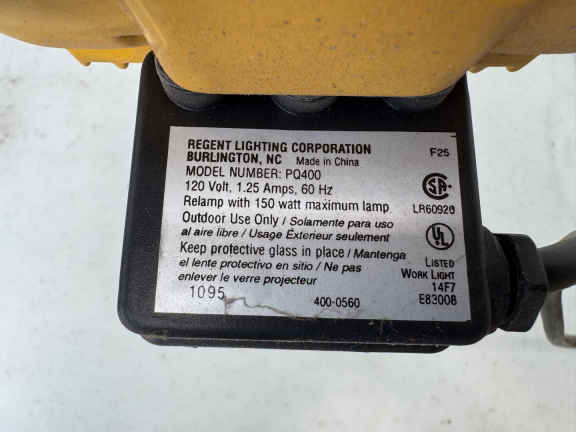 REGENT LIGHTING CORPORATION
BURLINGTON, NC Made in China
MODEL NUMBER: PQ400
120 Volt, 1.25 Amps, 60 Hz
Relamp with 150 watt maximum lamp
Outdoor Use Only / Solamente para uso
al aire libre / Usage Éxterieur seulement
Keep protective glass in place / Mantenga
el lente protectivo en sitio / Ne pas
enlever le verre projecteur
1095
400-0560
F25
SA
LR60920
UL
LISTED
WORK LIGHT
14F7
E83008